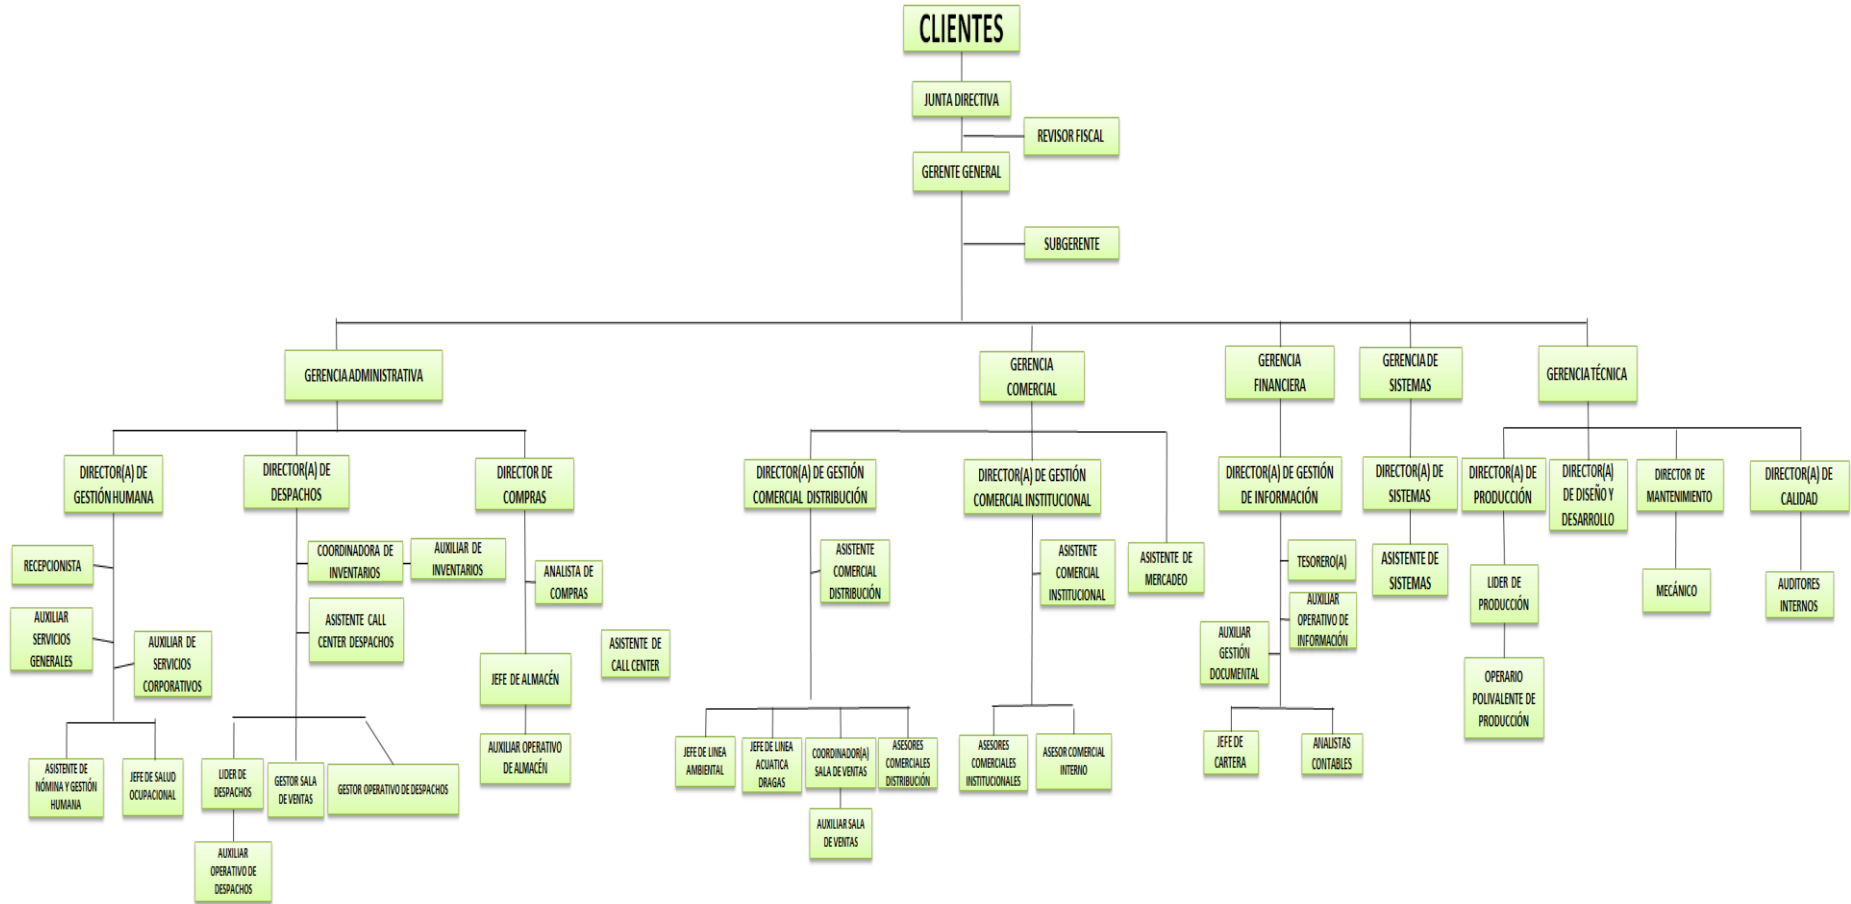 CLIENTES
JUNTA DIRECTIVA
REVISOR FISCAL
GERENTE GENERAL
SUBGERENTE
GERENCIA ADMINISTRATIVA
GERENCIA
COMERCIAL
GERENCIA
FINANCIERA
GERENCIA DE
SISTEMAS
GERENCIA TÉCNICA
DIRECTOR(A) DE
GESTIÓN HUMANA
DIRECTOR(A) DE
DESPACHOS
DIRECTOR DE
COMPRAS
DIRECTOR(A) DE GESTIÓN
COMERCIAL DISTRIBUCIÓN
DIRECTOR(A) DE GESTIÓN
COMERCIAL INSTITUCIONAL
DIRECTOR(A) DE GESTIÓN
DE INFORMACIÓN
DIRECTOR(A) DE
SISTEMAS
DIRECTOR(A) DE
PRODUCCIÓN
DIRECTOR(A)
DE DISEÑO Y
DESARROLLO
DIRECTOR DE
MANTENIMIENTO
DIRECTOR(A) DE
CALIDAD
RECEPCIONISTA
COORDINADORA DE
INVENTARIOS
AUXILIAR DE
INVENTARIOS
ANALISTA DE
COMPRAS
ASISTENTE
COMERCIAL
DISTRIBUCIÓN
ASISTENTE
COMERCIAL
INSTITUCIONAL
ASISTENTE DE
MERCADEO
TESORERO(A)
ASISTENTE DE
SISTEMAS
LIDER DE
PRODUCCIÓN
MECÁNICO
AUDITORES
INTERNOS
AUXILIAR
SERVICIOS
GENERALES
AUXILIAR DE
SERVICIOS
CORPORATIVOS
ASISTENTE CALL
CENTER DESPACHOS
ASISTENTE DE
CALL CENTER
AUXILIAR
OPERATIVO DE
INFORMACIÓN
AUXILIAR
GESTIÓN
DOCUMENTAL
JEFE DE ALMACÉN
OPERARIO
POLIVALENTE DE
PRODUCCIÓN
ASISTENTE DE
NÓMINA Y GESTIÓN
HUMANA
JEFE DE SALUD
OCUPACIONAL
LIDER DE
DESPACHOS
GESTOR SALA
DE VENTAS
GESTOR OPERATIVO DE DESPACHOS
AUXILIAR OPERATIVO
DE ALMACÉN
JEFE DE LINEA
AMBIENTAL
JEFE DE LINEA
ACUATICA
DRAGAS
COORDINADOR(A)
SALA DE VENTAS
ASESORES
COMERCIALES
DISTRIBUCIÓN
ASESORES
COMERCIALES
INSTITUCIONALES
ASESOR COMERCIAL
INTERNO
JEFE DE
CARTERA
ANALISTAS
CONTABLES
AUXILIAR
OPERATIVO DE
DESPACHOS
AUXILIAR SALA
DE VENTAS